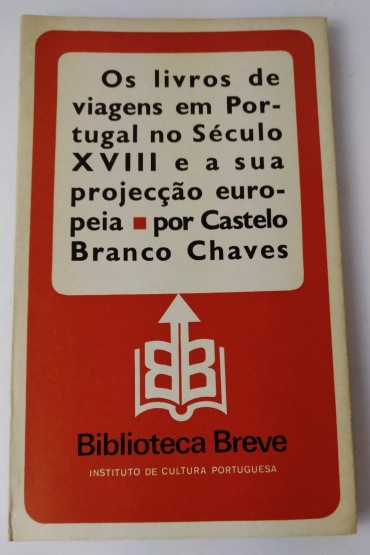 Os livros de
viagens em Por-
tugal no Século
XVIII e a sua
projecção euro-
peia ■ por Castelo
Branco Chaves
BB
Biblioteca Breve
INSTITUTO DE CULTURA PORTUGUESA